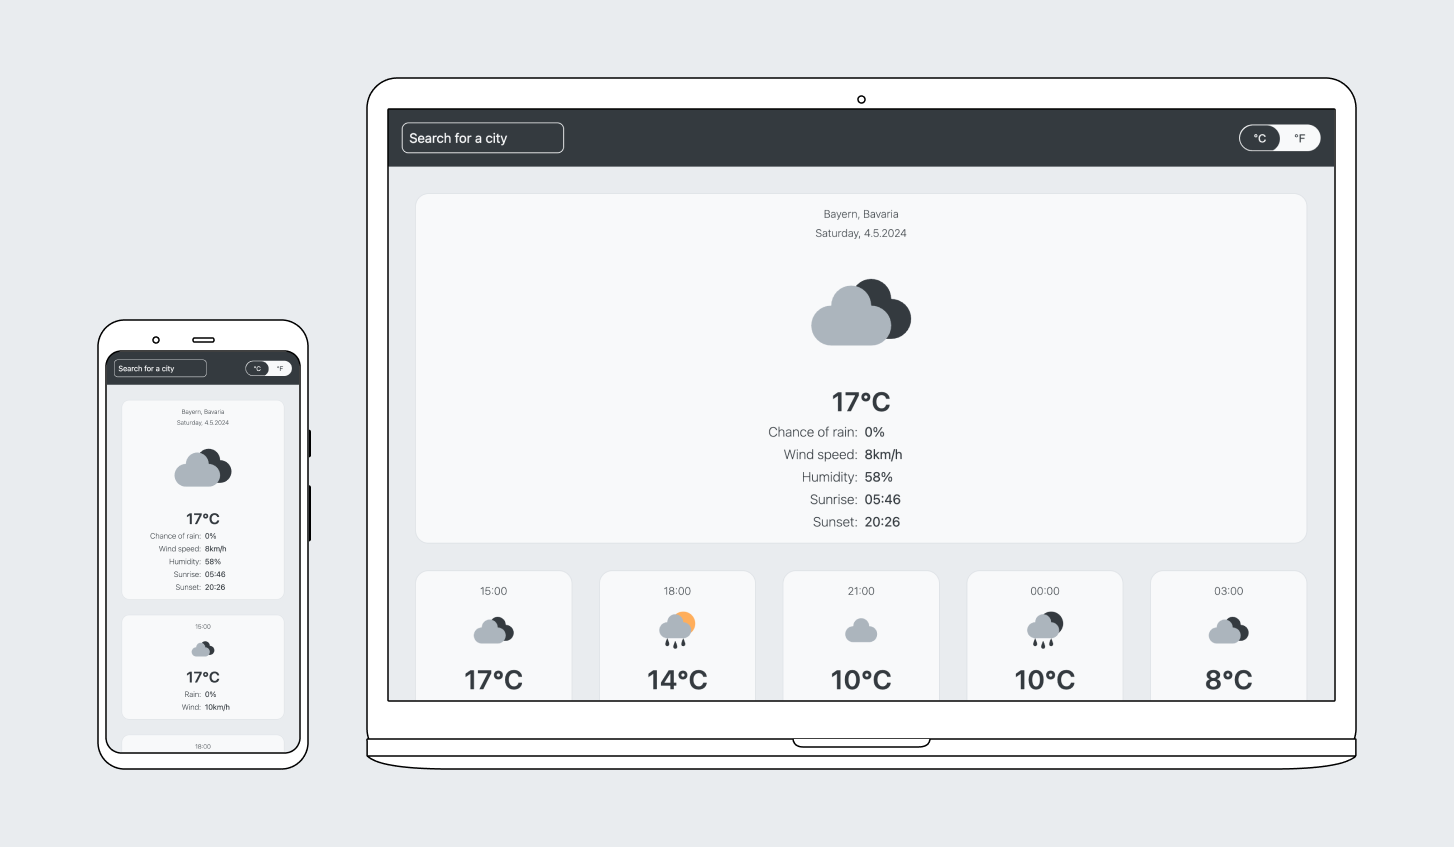 Search for a city
°C °F
Bayern, Bavaria
Saturday, 4.5.2024
17°C
Chance of rain: 0%
Wind speed: 8km/h
Humidity: 58%
Sunrise: 05:46
Sunset: 20:26
15:00
17°C
Rain: 0%
Wind: 10km/h
18:00
Search for a city
°C °F
Bayern, Bavaria
Saturday, 4.5.2024
17°C
Chance of rain: 0%
Wind speed: 8km/h
Humidity: 58%
Sunrise: 05:46
Sunset: 20:26
15:00 18:00 21:00 00:00 03:00
17°C 14°C 10°C 10°C 8°C